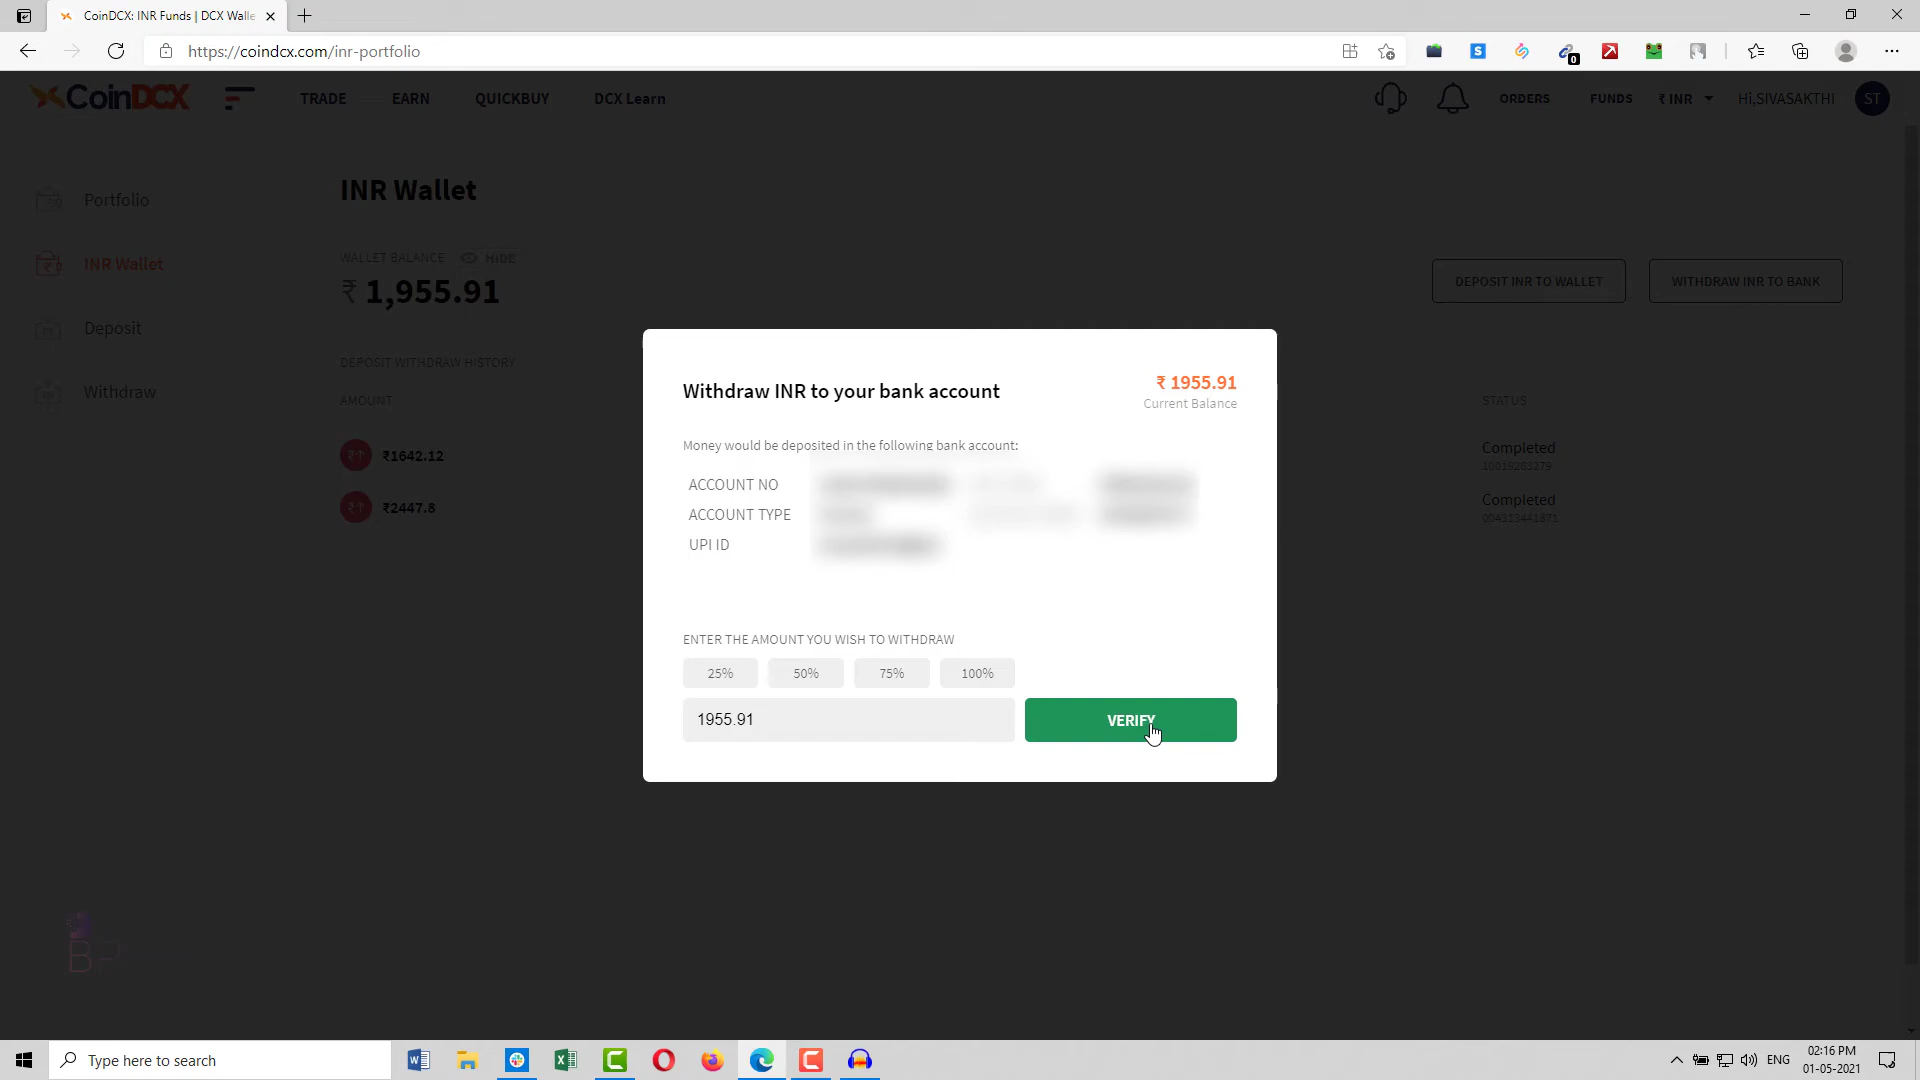 CoinDCX: INR Funds | DCX Walle
https://coindcx.com/inr-portfolio
0
CoinDCX
TRADE
EARN
QUICKBUY
DCX Learn
ORDERS
FUNDS
₹ INR
Hi,SIVASAKTHI
ST
Portfolio
INR Wallet
Deposit
Withdraw
INR Wallet
WALLET BALANCE
HIDE
₹ 1,955.91
DEPOSIT INR TO WALLET
WITHDRAW INR TO BANK
DEPOSIT WITHDRAW HISTORY
AMOUNT
STATUS
₹1642.12
Completed
10015283279
₹2447.8
Completed
004313441871
Withdraw INR to your bank account
₹ 1955.91
Current Balance
Money would be deposited in the following bank account:
ACCOUNT NO
ACCOUNT TYPE
UPI ID
ENTER THE AMOUNT YOU WISH TO WITHDRAW
25%
50%
75%
100%
1955.91
VERIFY
BP
Type here to search
ENG
02:16 PM
01-05-2021